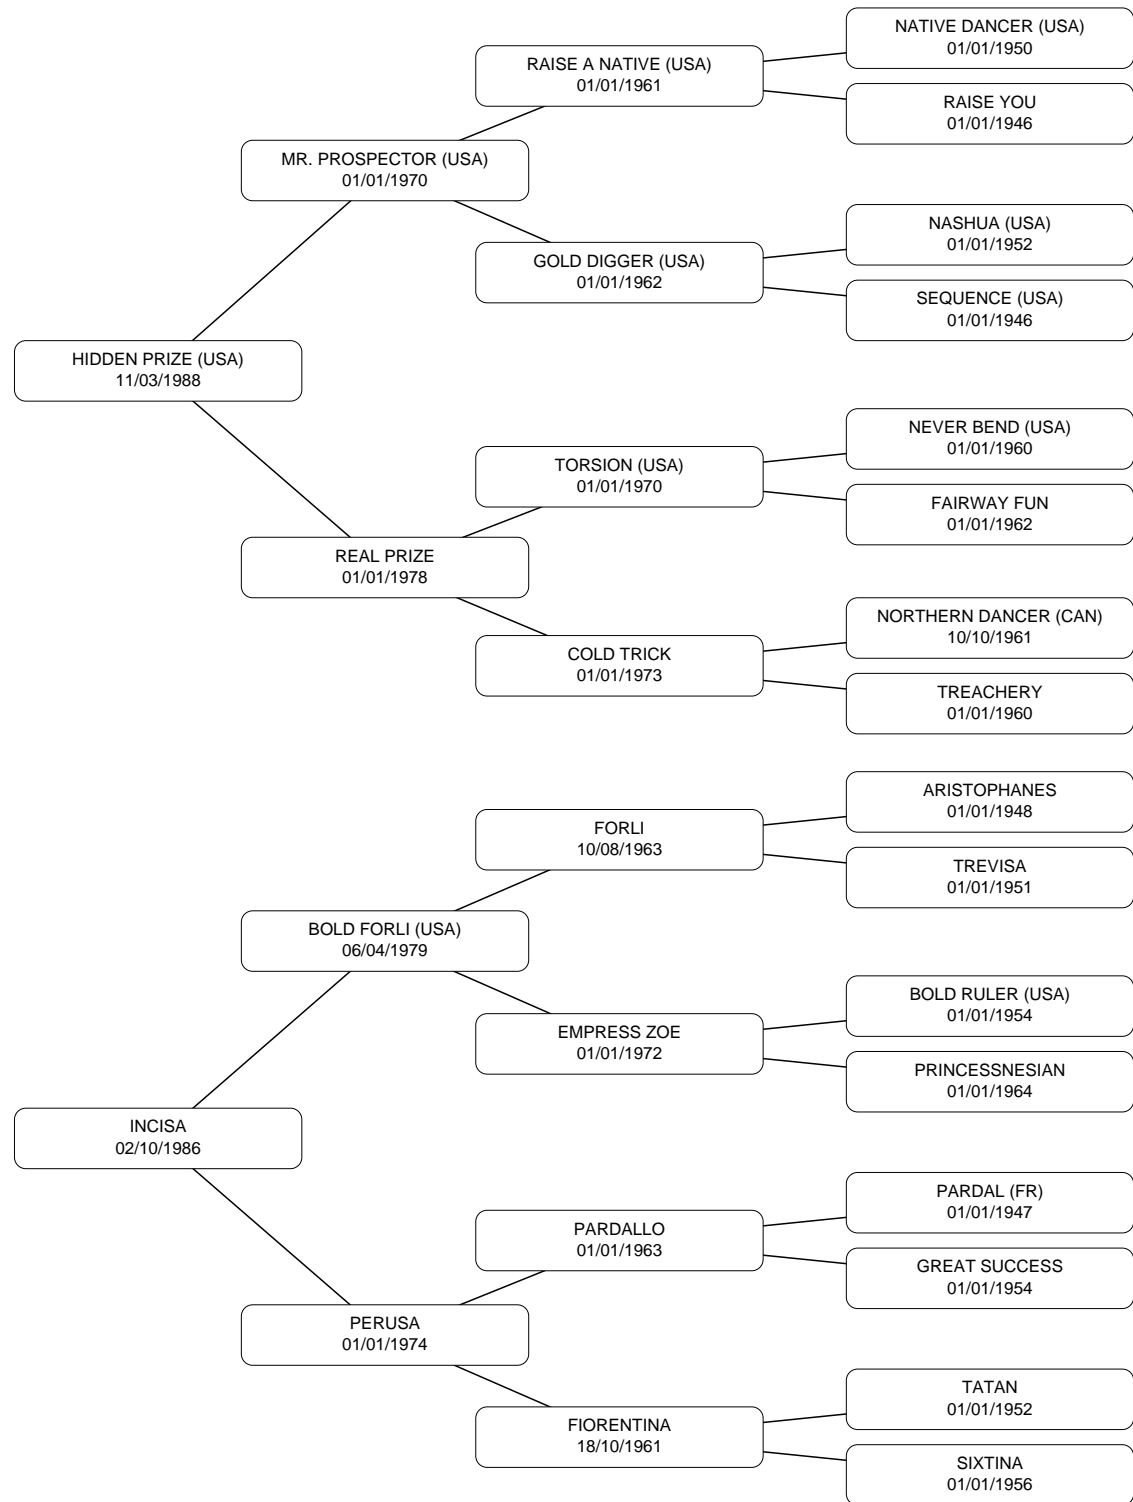 NATIVE DANCER (USA)
01/01/1950
RAISE A NATIVE (USA)
01/01/1961
RAISE YOU
01/01/1946
MR. PROSPECTOR (USA)
01/01/1970
NASHUA (USA)
01/01/1952
GOLD DIGGER (USA)
01/01/1962
SEQUENCE (USA)
01/01/1946
HIDDEN PRIZE (USA)
11/03/1988
NEVER BEND (USA)
01/01/1960
TORSION (USA)
01/01/1970
FAIRWAY FUN
01/01/1962
REAL PRIZE
01/01/1978
NORTHERN DANCER (CAN)
10/10/1961
COLD TRICK
01/01/1973
TREACHERY
01/01/1960
ARISTOPHANES
01/01/1948
FORLI
10/08/1963
TREVISA
01/01/1951
BOLD FORLI (USA)
06/04/1979
BOLD RULER (USA)
01/01/1954
EMPRESS ZOE
01/01/1972
PRINCESSNESIAN
01/01/1964
INCISA
02/10/1986
PARDAL (FR)
01/01/1947
PARDALLO
01/01/1963
GREAT SUCCESS
01/01/1954
PERUSA
01/01/1974
TATAN
01/01/1952
FIORENTINA
18/10/1961
SIXTINA
01/01/1956